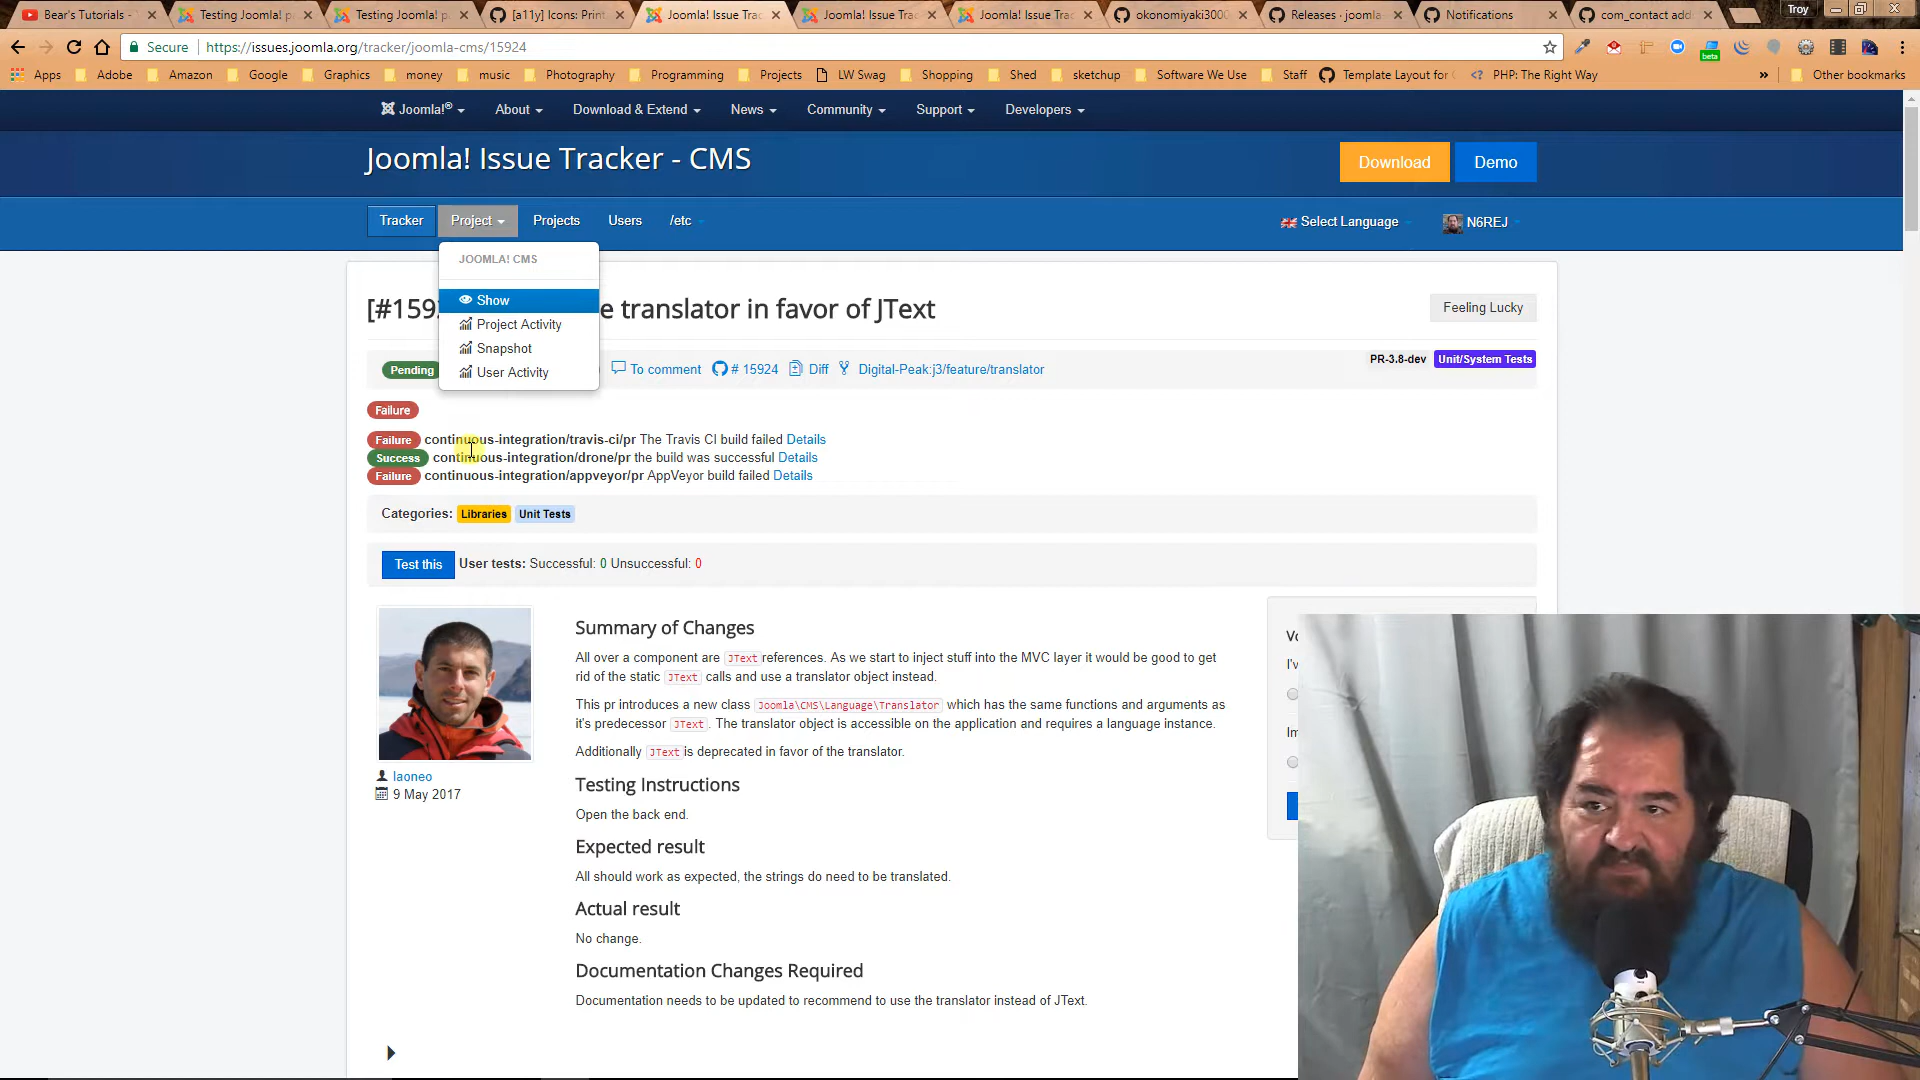 Troy
Bear's Tutorials -
Testing Joomla! p
Testing Joomla! p
[a11y] Icons: Prin
Joomla! Issue Trac
Joomla! Issue Trac
Joomla! Issue Trac
okonomiyaki3000
Releases · joomla
Notifications
com_contact add
Secure
https://issues.joomla.org/tracker/joomla-cms/15924
beta
Apps
Adobe
Amazon
Google
Graphics
money
music
Photography
Programming
Projects
LW Swag
Shopping
Shed
sketchup
Software We Use
Staff
Template Layout for
PHP: The Right Way
»
Other bookmarks
Joomla!®
About
Download & Extend
News
Community
Support
Developers
Joomla! Issue Tracker - CMS
Download
Demo
Tracker
Project
Projects
Users
/etc
Select Language
N6REJ
JOOMLA! CMS
Show
Project Activity
Snapshot
User Activity
[#159
e translator in favor of JText
Feeling Lucky
Pending
To comment
# 15924
Diff
Digital-Peak:j3/feature/translator
PR-3.8-dev
Unit/System Tests
Failure
Failure continuous-integration/travis-ci/pr The Travis CI build failed Details
Success continuous-integration/drone/pr the build was successful Details
Failure continuous-integration/appveyor/pr AppVeyor build failed Details
Categories: Libraries Unit Tests
Test this User tests: Successful: 0 Unsuccessful: 0
laoneo
9 May 2017
Summary of Changes
All over a component are JText references. As we start to inject stuff into the MVC layer it would be good to get
rid of the static JText calls and use a translator object instead.
This pr introduces a new class Joomla\CMS\Language\Translator which has the same functions and arguments as
it's predecessor JText. The translator object is accessible on the application and requires a language instance.
Additionally JText is deprecated in favor of the translator.
Testing Instructions
Open the back end.
Expected result
All should work as expected, the strings do need to be translated.
Actual result
No change.
Documentation Changes Required
Documentation needs to be updated to recommend to use the translator instead of JText.
Vo
I'v
Im